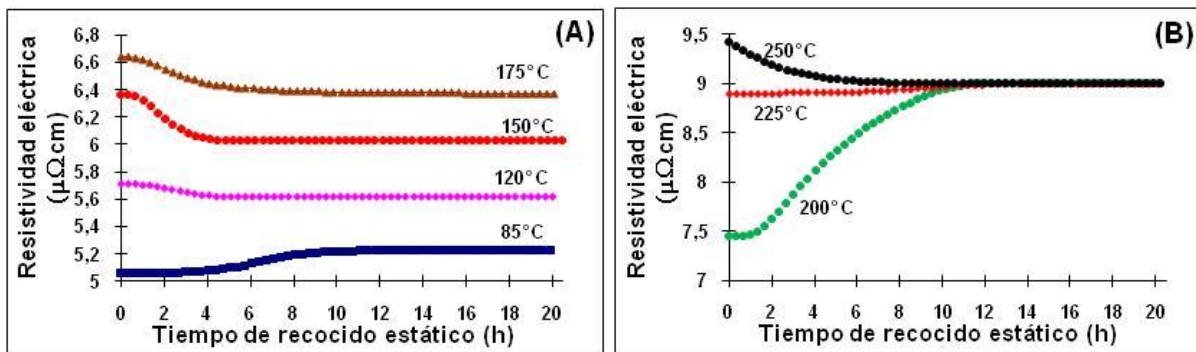 (A)
Resistividad eléctrica
(µΩcm)
6,8
6,6
6,4
6,2
6
5,8
5,6
5,4
5,2
5
175°C
150°C
120°C
85°C
0 2 4 6 8 10 12 14 16 18 20
Tiempo de recocido estático (h)
(B)
Resistividad eléctrica
(µΩcm)
9,5
9
8,5
8
7,5
7
250°C
225°C
200°C
0 2 4 6 8 10 12 14 16 18 20
Tiempo de recocido estático (h)